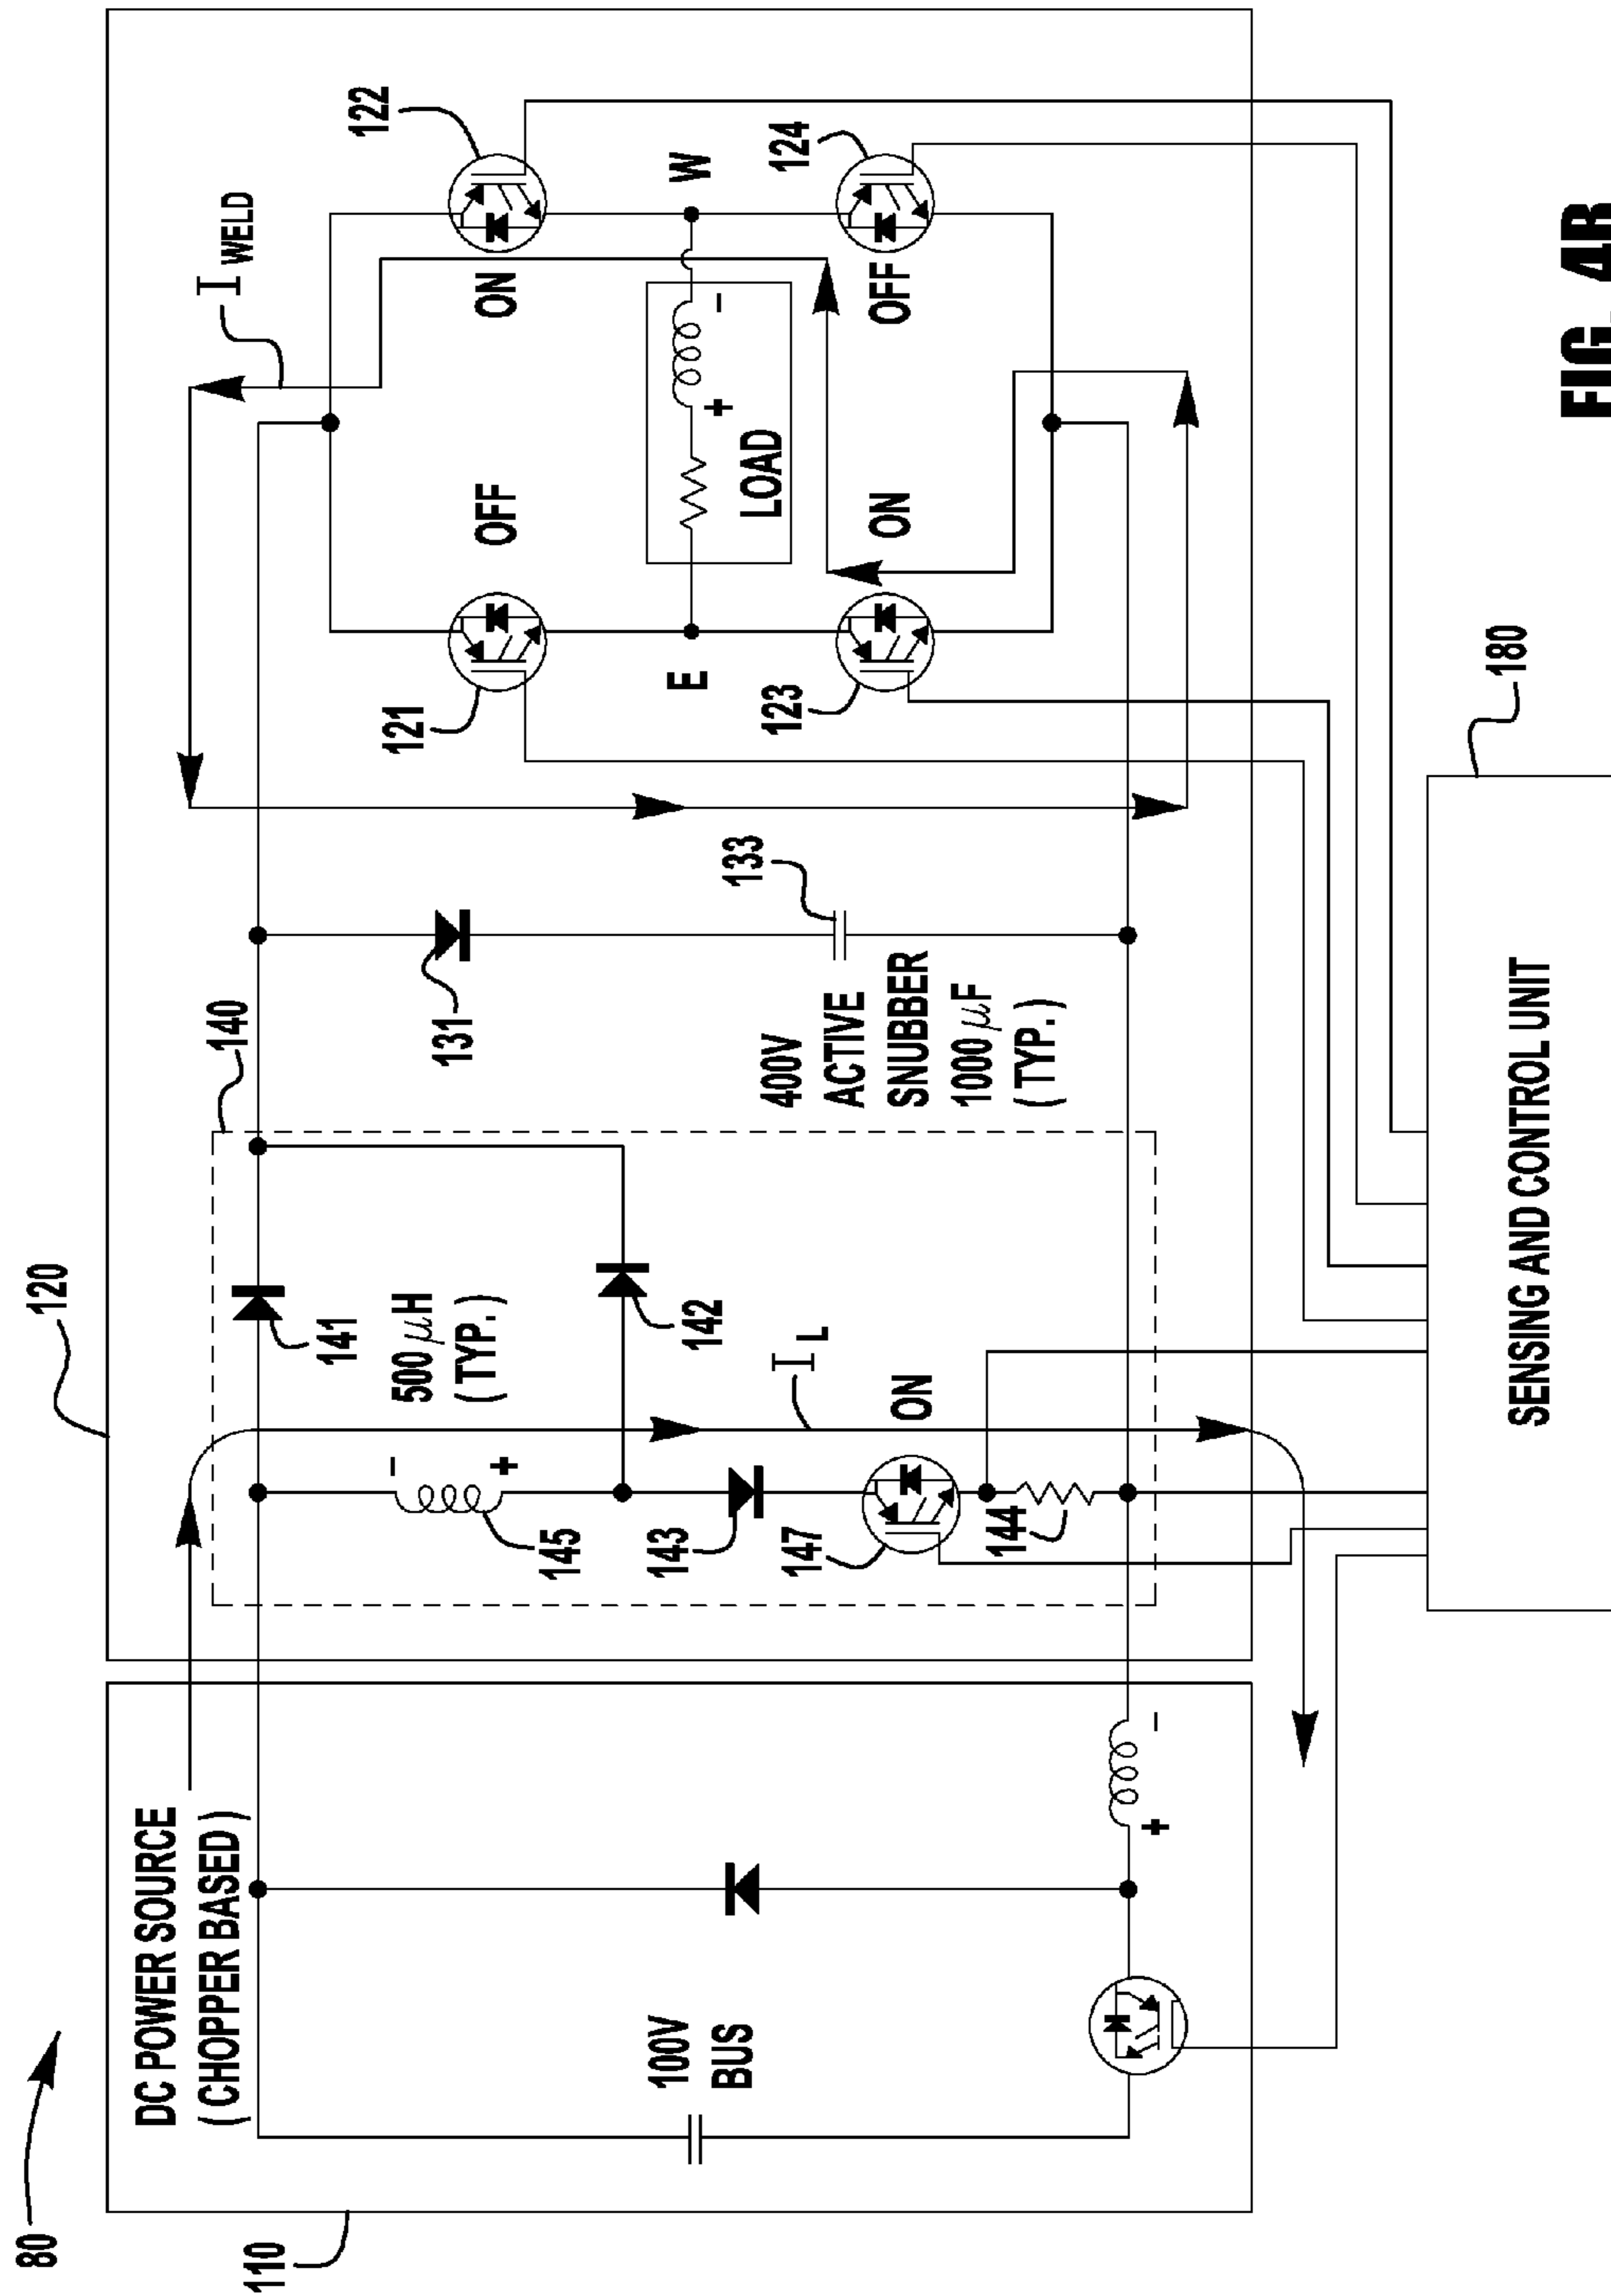 80
120
110
DC POWER SOURCE
( CHOPPER BASED )
100V
BUS
140
141
500 μH
( TYP. )
145
142
143
I L
147
ON
144
131
133
400V
ACTIVE
SNUBBER
1000 μF
( TYP. )
I WELD
121
OFF
122
ON
E
W
+
-
LOAD
123
ON
124
OFF
-
+
+
-
SENSING AND CONTROL UNIT
180
FIG. 4B